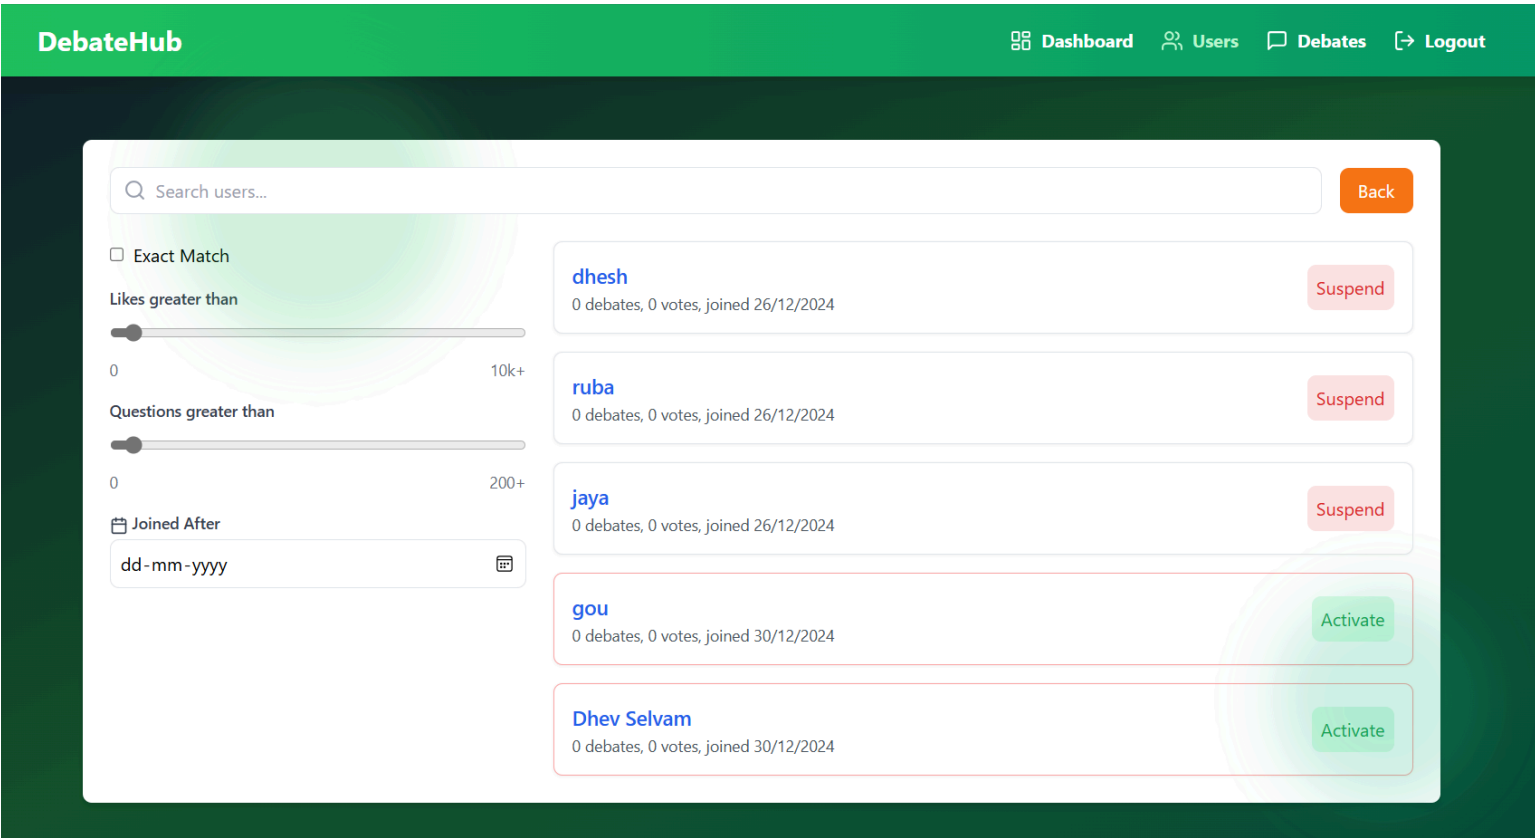 DebateHub
Dashboard Users Debates Logout
Search users...
Back
Exact Match
Likes greater than
0 10k+
Questions greater than
0 200+
Joined After
dd-mm-yyyy
dhesh
0 debates, 0 votes, joined 26/12/2024
Suspend
ruba
0 debates, 0 votes, joined 26/12/2024
Suspend
jaya
0 debates, 0 votes, joined 26/12/2024
Suspend
gou
0 debates, 0 votes, joined 30/12/2024
Activate
Dhev Selvam
0 debates, 0 votes, joined 30/12/2024
Activate